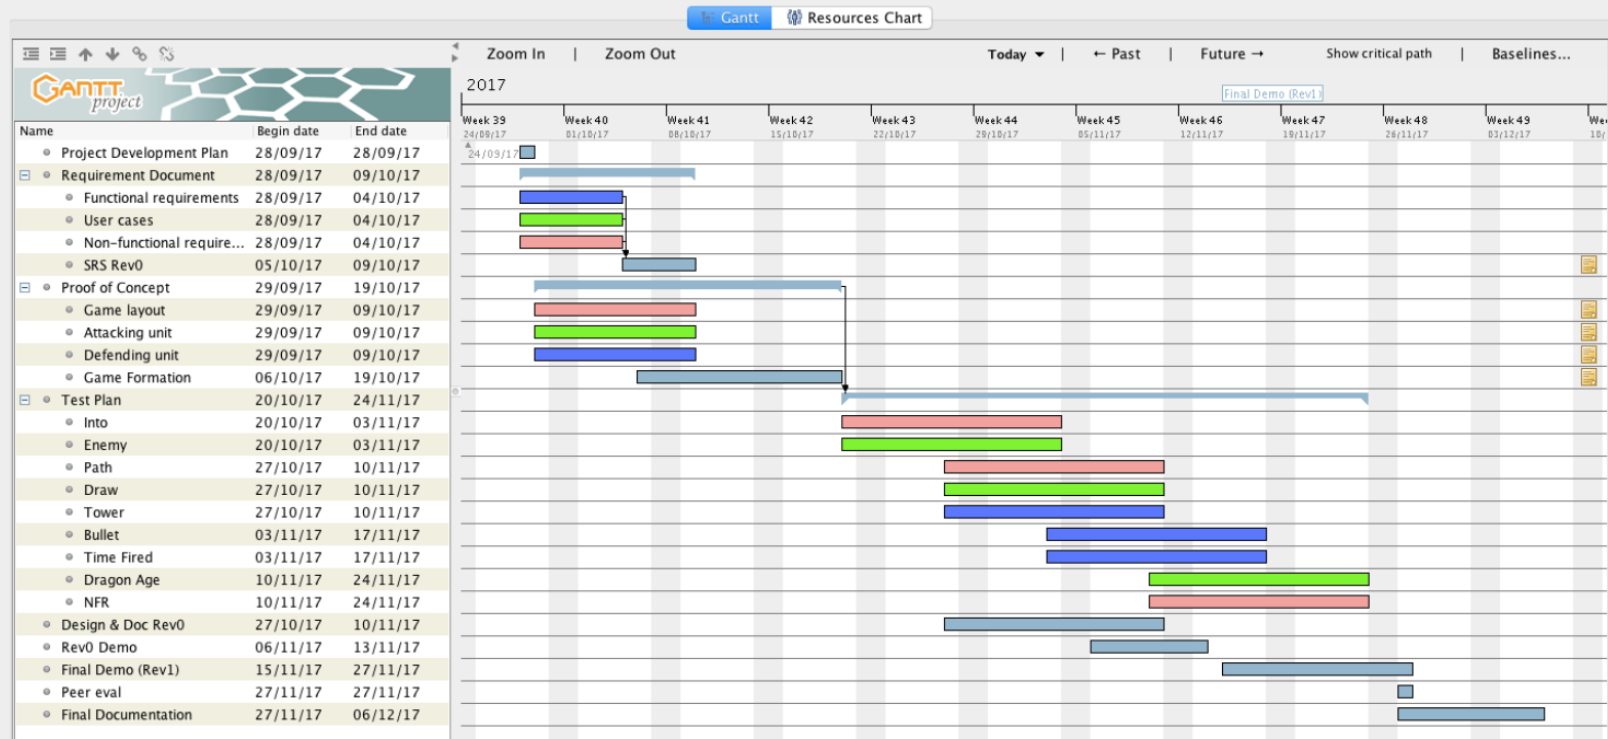 Gantt Resources Chart
Zoom In | Zoom Out Today | ← Past | Future → Show critical path | Baselines...
GANTT project
2017
Final Demo (Rev1)
Week 39 Week 40 Week 41 Week 42 Week 43 Week 44 Week 45 Week 46 Week 47 Week 48 Week 49
24/09/17 01/10/17 08/10/17 15/10/17 22/10/17 29/10/17 05/11/17 12/11/17 19/11/17 26/11/17 03/12/17 10/
Name Begin date End date
Project Development Plan 28/09/17 28/09/17 24/09/17
Requirement Document 28/09/17 09/10/17
Functional requirements 28/09/17 04/10/17
User cases 28/09/17 04/10/17
Non-functional require... 28/09/17 04/10/17
SRS Rev0 05/10/17 09/10/17
Proof of Concept 29/09/17 19/10/17
Game layout 29/09/17 09/10/17
Attacking unit 29/09/17 09/10/17
Defending unit 29/09/17 09/10/17
Game Formation 06/10/17 19/10/17
Test Plan 20/10/17 24/11/17
Into 20/10/17 03/11/17
Enemy 20/10/17 03/11/17
Path 27/10/17 10/11/17
Draw 27/10/17 10/11/17
Tower 27/10/17 10/11/17
Bullet 03/11/17 17/11/17
Time Fired 03/11/17 17/11/17
Dragon Age 10/11/17 24/11/17
NFR 10/11/17 24/11/17
Design & Doc Rev0 27/10/17 10/11/17
Rev0 Demo 06/11/17 13/11/17
Final Demo (Rev1) 15/11/17 27/11/17
Peer eval 27/11/17 27/11/17
Final Documentation 27/11/17 06/12/17